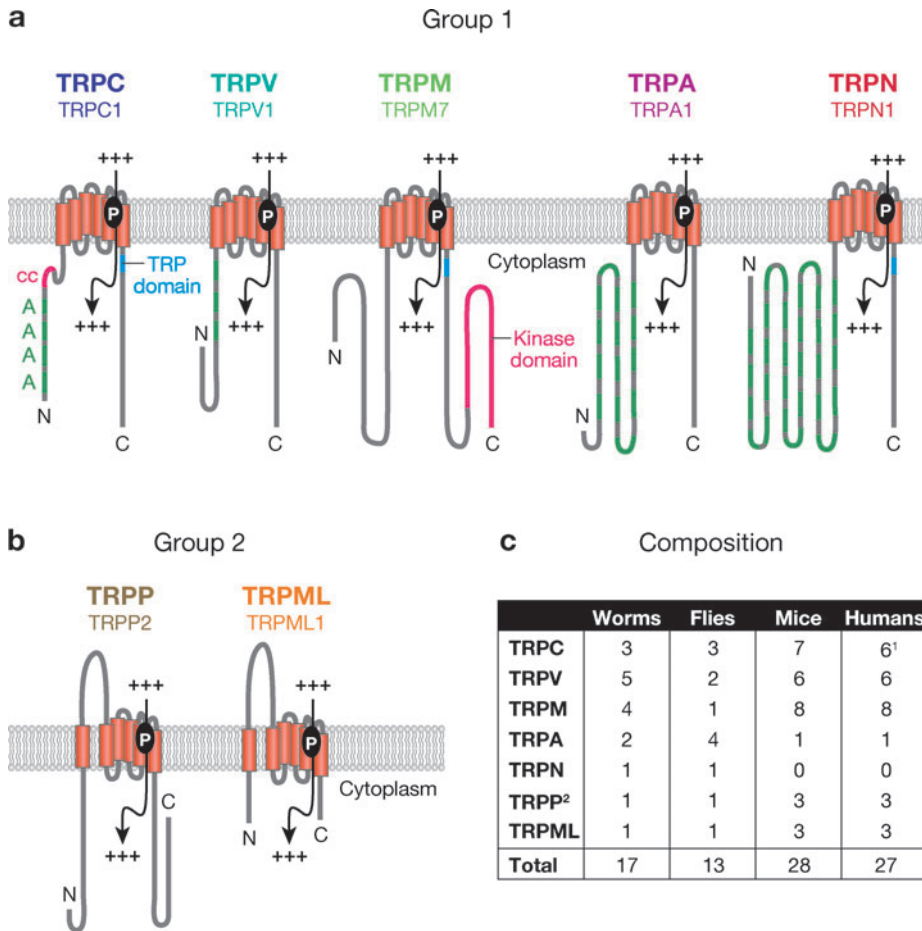 a Group 1
TRPC TRPV TRPM TRPA TRPN
TRPC1 TRPV1 TRPM7 TRPA1 TRPN1
+++ +++ +++ +++ +++
P P P P P
cc TRP domain Cytoplasm N
+++ +++ +++ +++ +++
A
A
A
A
N N N Kinase domain N
C C C C
b Group 2
TRPP TRPML
TRPP2 TRPML1
+++ +++
P P
Cytoplasm
C N C
+++ +++
N
c Composition
Worms Flies Mice Humans
TRPC 3 3 7 6¹
TRPV 5 2 6 6
TRPM 4 1 8 8
TRPA 2 4 1 1
TRPN 1 1 0 0
TRPP² 1 1 3 3
TRPML 1 1 3 3
Total 17 13 28 27